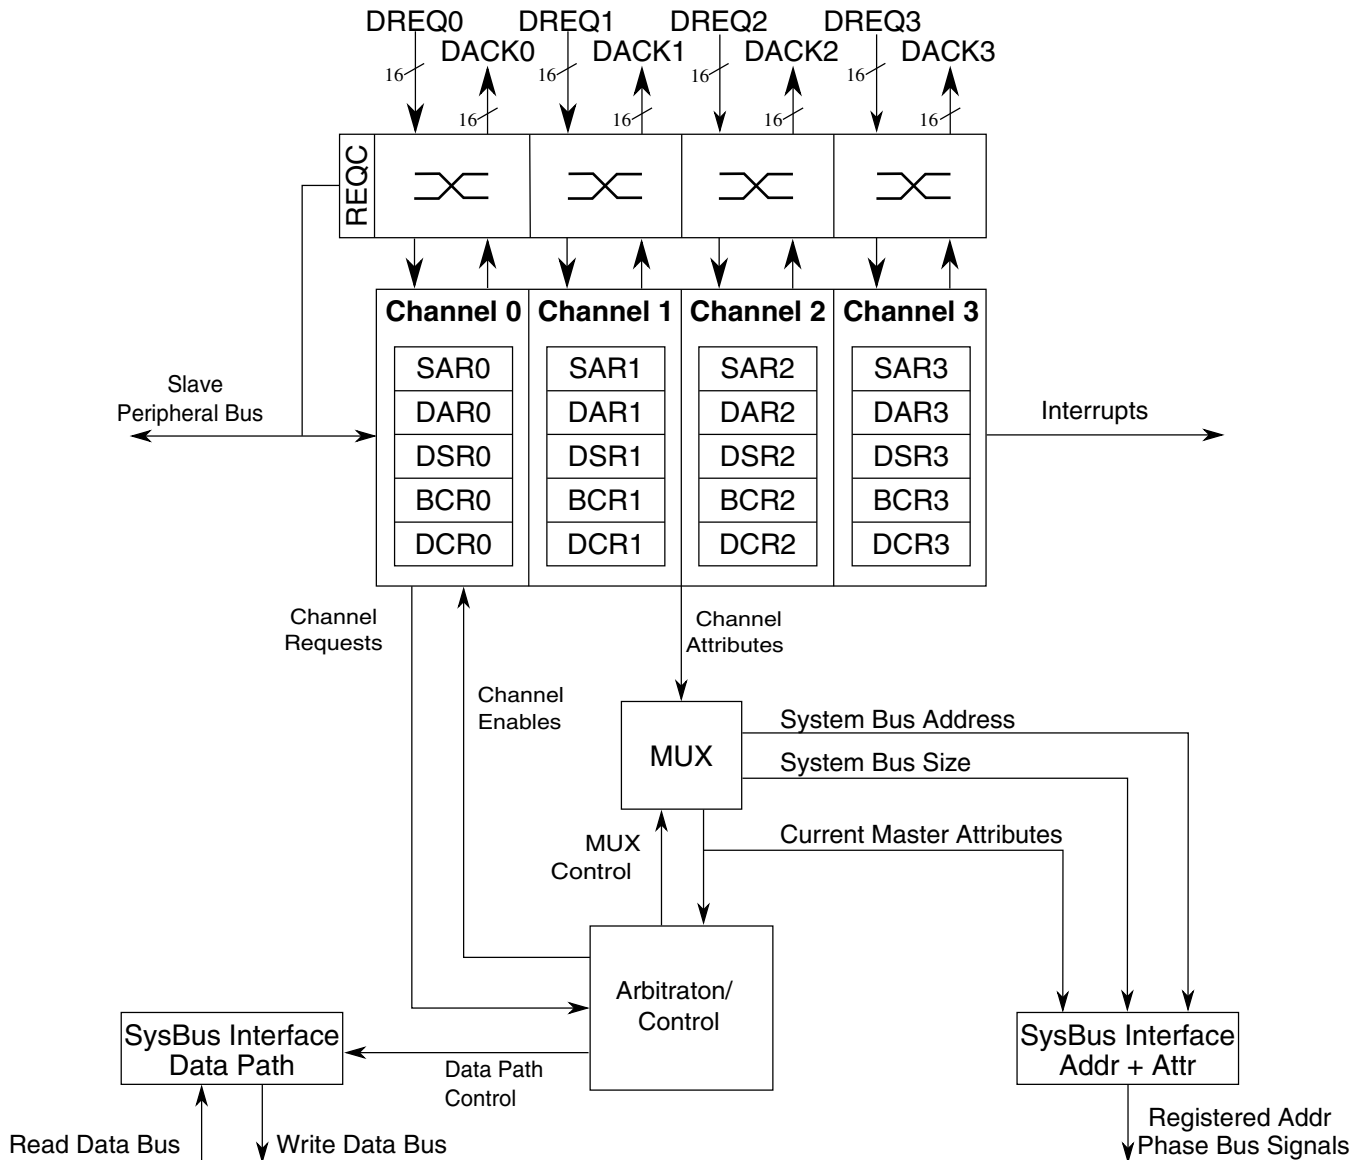 DREQ0 DREQ1 DREQ2 DREQ3
DACK0 DACK1 DACK2 DACK3
16 16 16 16
16 16 16 16
REQC
Channel 0 Channel 1 Channel 2 Channel 3
SAR0 SAR1 SAR2 SAR3
DAR0 DAR1 DAR2 DAR3
DSR0 DSR1 DSR2 DSR3
BCR0 BCR1 BCR2 BCR3
DCR0 DCR1 DCR2 DCR3
Slave
Peripheral Bus
Interrupts
Channel
Requests
Channel
Attributes
Channel
Enables
MUX
System Bus Address
System Bus Size
Current Master Attributes
MUX
Control
Arbitraton/
Control
SysBus Interface
Data Path
Data Path
Control
SysBus Interface
Addr + Attr
Read Data Bus
Write Data Bus
Registered Addr
Phase Bus Signals